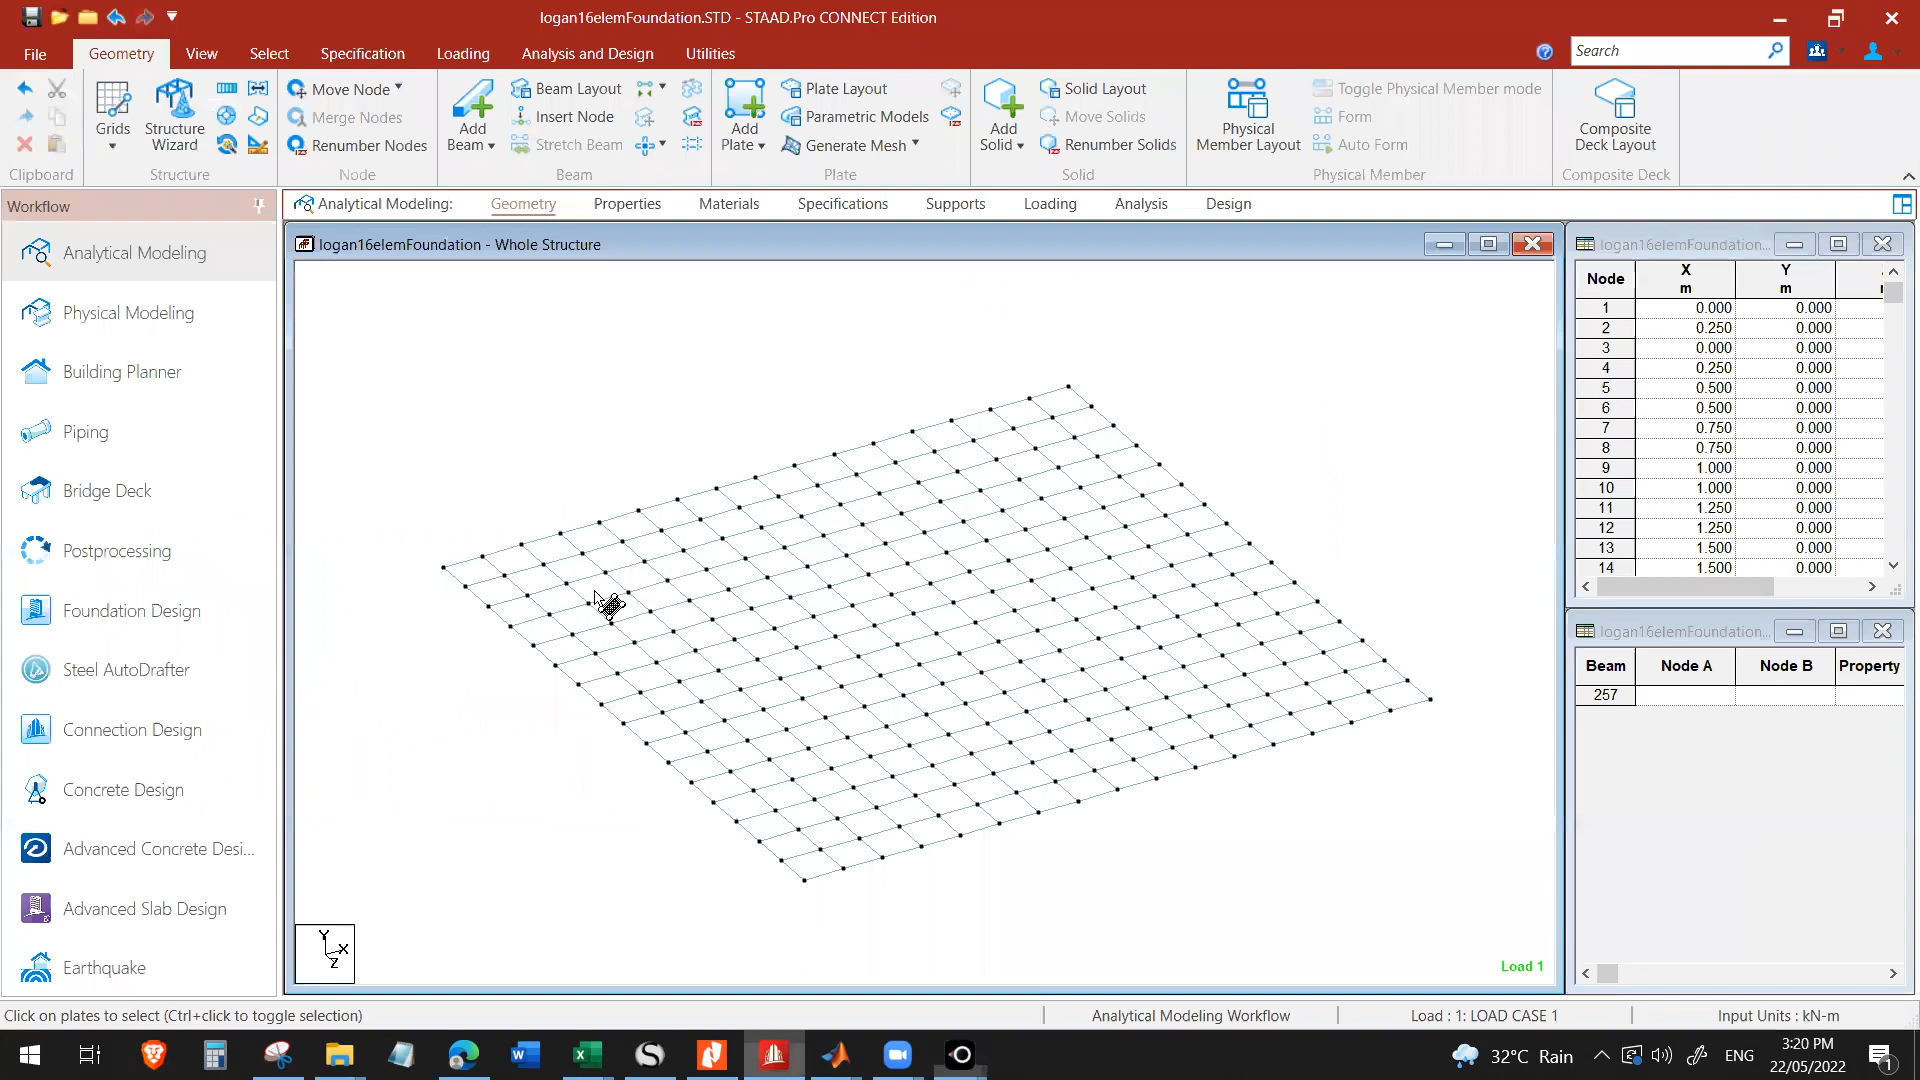 logan16elemFoundation.STD - STAAD.Pro CONNECT Edition
File
Geometry
View
Select
Specification
Loading
Analysis and Design
Utilities
Search
Grids
Structure
Wizard
Move Node
Merge Nodes
Renumber Nodes
Add
Beam
Beam Layout
Insert Node
Stretch Beam
Add
Plate
Plate Layout
Parametric Models
Generate Mesh
Add
Solid
Solid Layout
Move Solids
Renumber Solids
Physical
Member Layout
Toggle Physical Member mode
Form
Auto Form
Composite
Deck Layout
Clipboard
Structure
Node
Beam
Plate
Solid
Physical Member
Composite Deck
Workflow
Analytical Modeling:
Geometry
Properties
Materials
Specifications
Supports
Loading
Analysis
Design
Analytical Modeling
Physical Modeling
Building Planner
Piping
Bridge Deck
Postprocessing
Foundation Design
Steel AutoDrafter
Connection Design
Concrete Design
Advanced Concrete Desi...
Advanced Slab Design
Earthquake
logan16elemFoundation - Whole Structure
Y
X
Z
Load 1
logan16elemFoundation...
Node X Y
m m
1 0.000 0.000
2 0.250 0.000
3 0.000 0.000
4 0.250 0.000
5 0.500 0.000
6 0.500 0.000
7 0.750 0.000
8 0.750 0.000
9 1.000 0.000
10 1.000 0.000
11 1.250 0.000
12 1.250 0.000
13 1.500 0.000
14 1.500 0.000
logan16elemFoundation...
Beam Node A Node B Property
257
Click on plates to select (Ctrl+click to toggle selection)
Analytical Modeling Workflow
Load : 1: LOAD CASE 1
Input Units : kN-m
32°C Rain
ENG
3:20 PM
22/05/2022
1